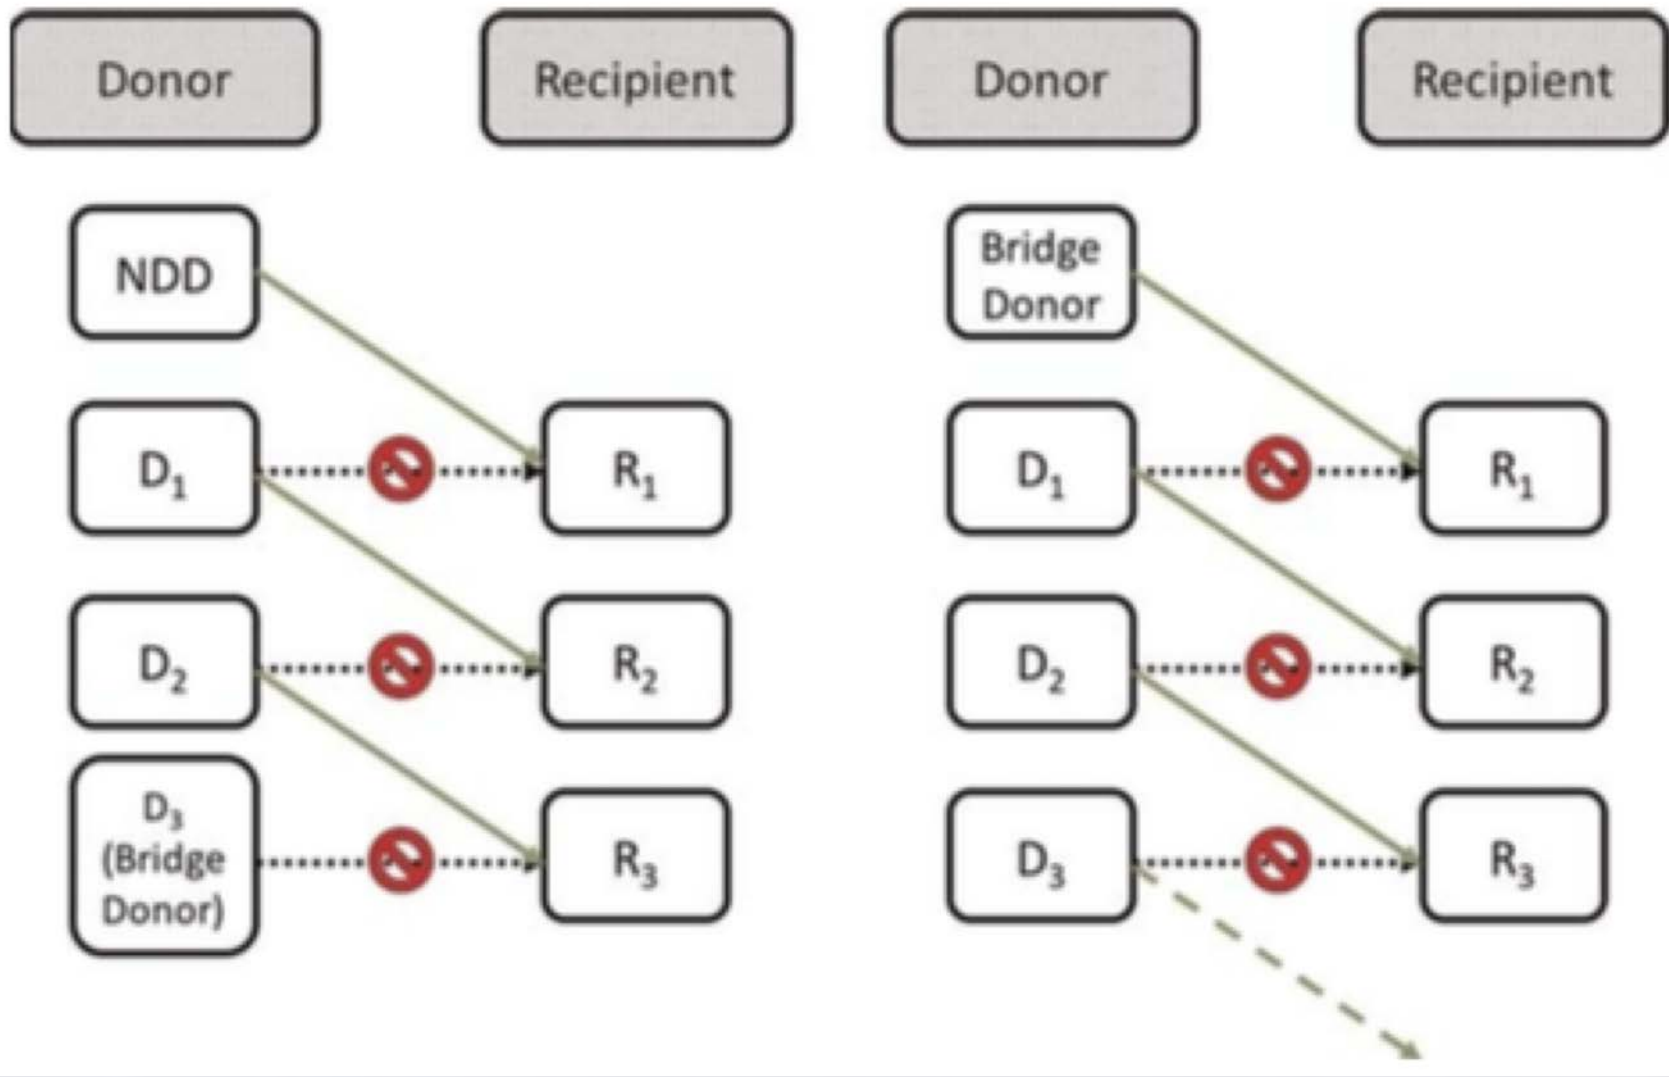 Donor Recipient Donor Recipient
NDD Bridge
Donor
D₁ R₁ D₁ R₁
D₂ R₂ D₂ R₂
D₃
(Bridge
Donor) R₃ D₃ R₃